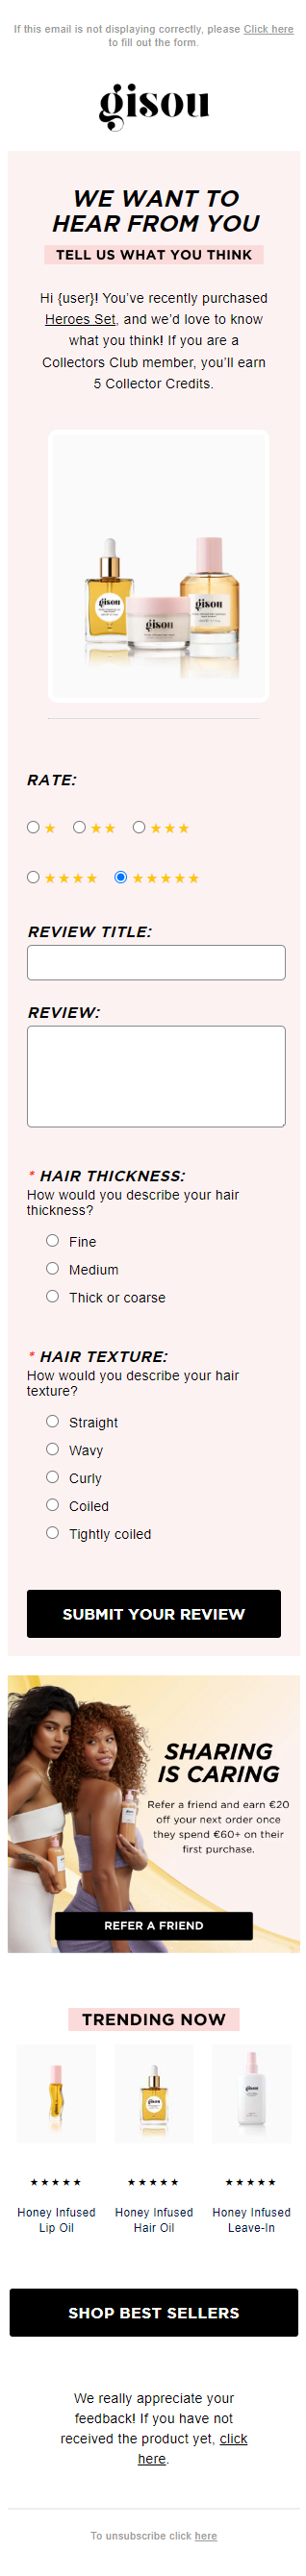 If this email is not displaying correctly, please Click here
to fill out the form.
gisou
WE WANT TO
HEAR FROM YOU
TELL US WHAT YOU THINK
Hi {user}! You've recently purchased
Heroes Set, and we'd love to know
what you think! If you are a
Collectors Club member, you'll earn
5 Collector Credits.
gisou
gisou
gisou
RATE:
REVIEW TITLE:
REVIEW:
* HAIR THICKNESS:
How would you describe your hair
thickness?
Fine
Medium
Thick or coarse
* HAIR TEXTURE:
How would you describe your hair
texture?
Straight
Wavy
Curly
Coiled
Tightly coiled
SUBMIT YOUR REVIEW
SHARING
IS CARING
Refer a friend and earn €20
off your next order once
they spend €60+ on their
first purchase.
REFER A FRIEND
TRENDING NOW
gisou
gisou
Honey Infused
Lip Oil
Honey Infused
Hair Oil
Honey Infused
Leave-In
SHOP BEST SELLERS
We really appreciate your
feedback! If you have not
received the product yet, click
here.
To unsubscribe click here